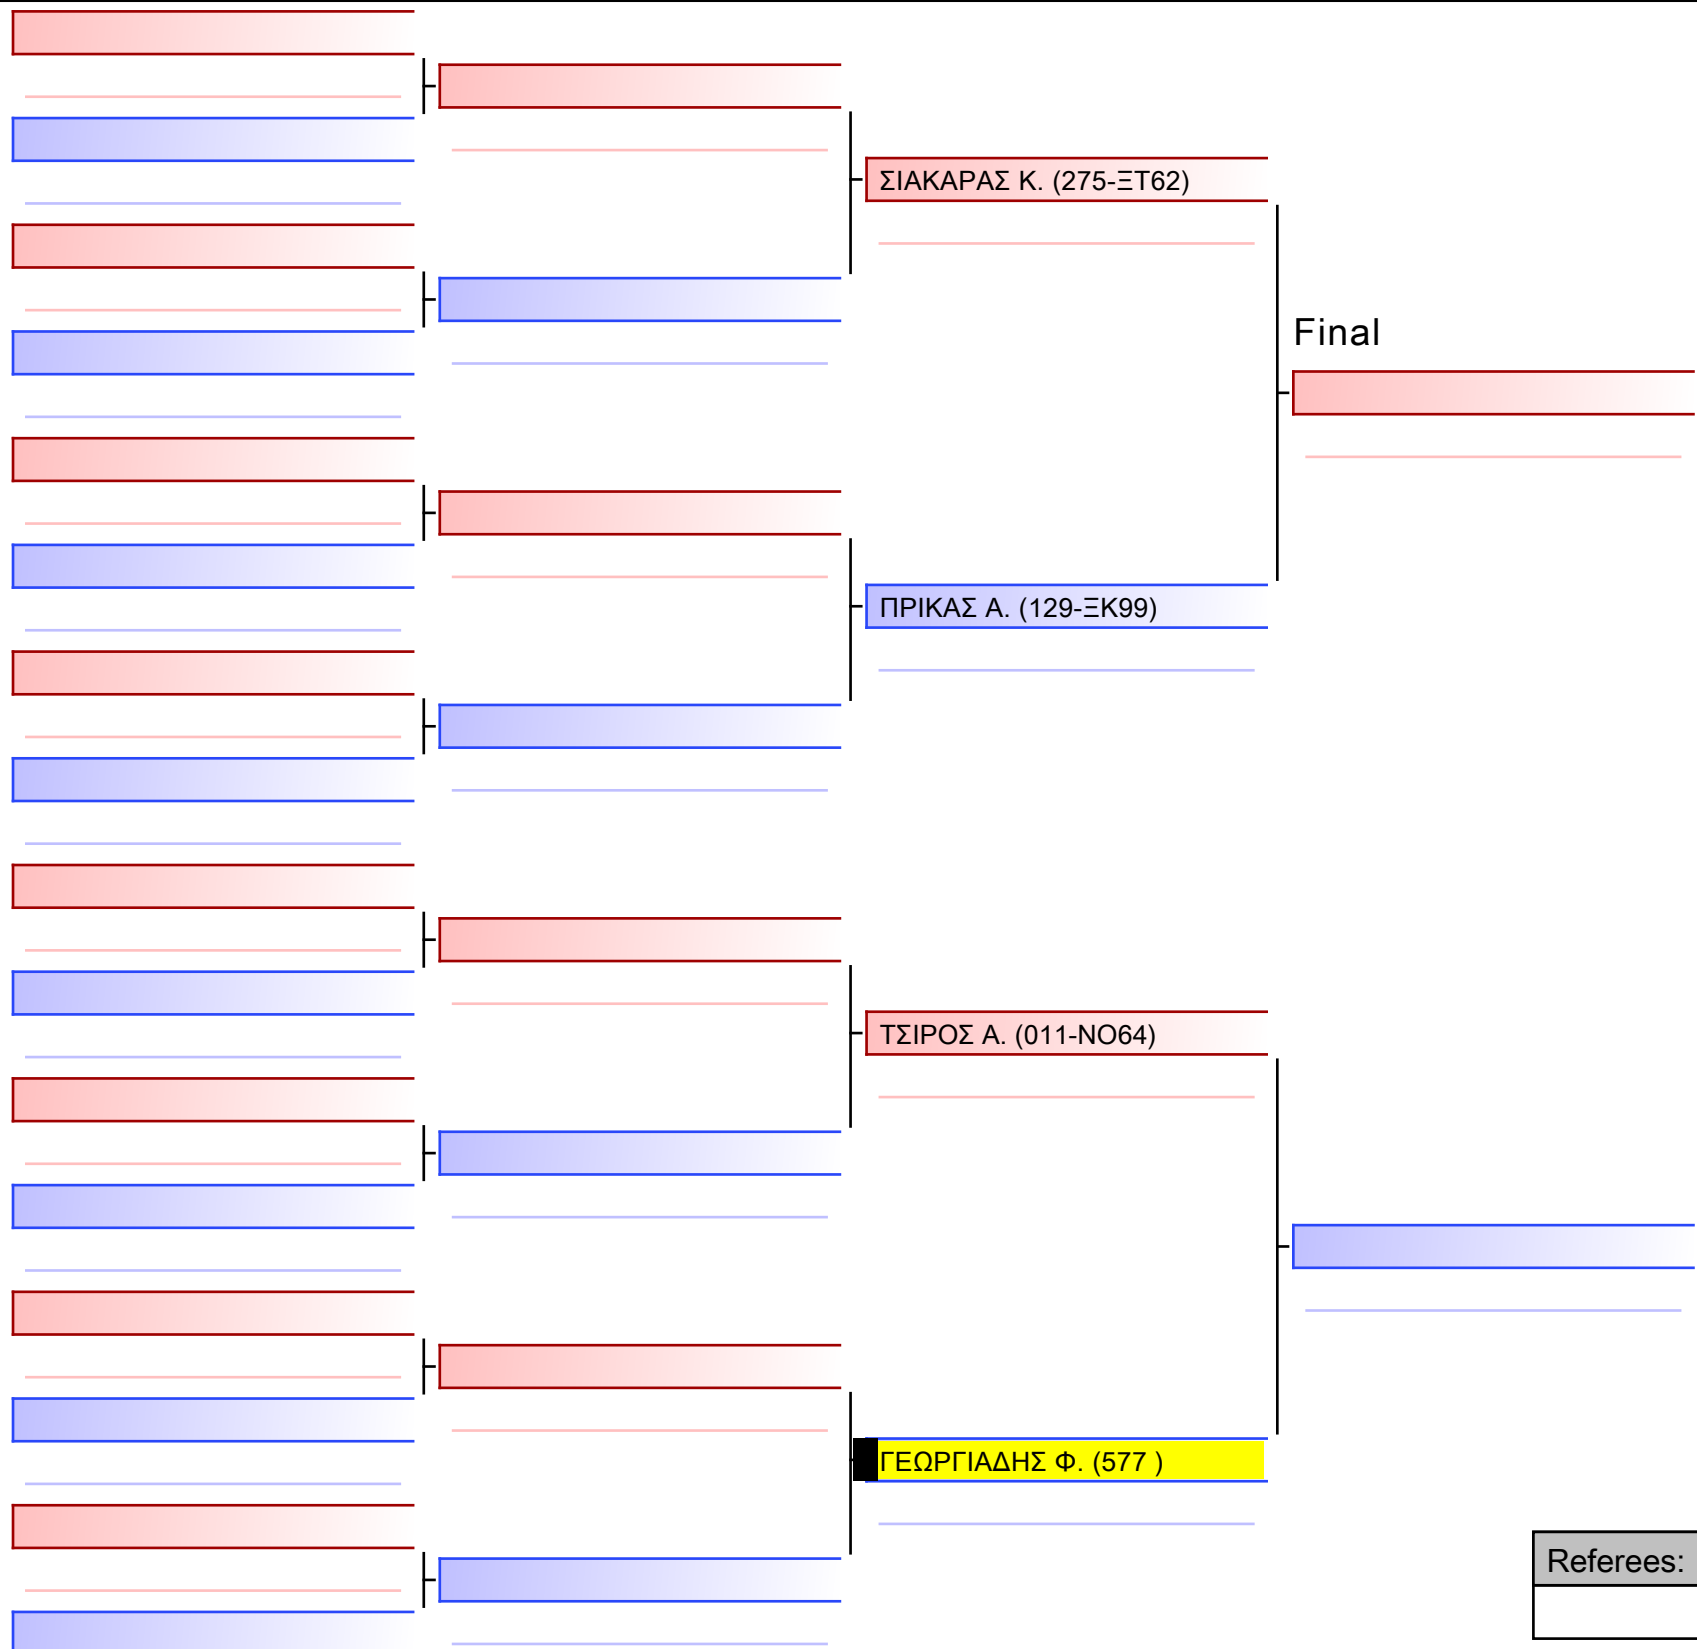 ΣΙΑΚΑΡΑΣ Κ. (275-ΞΤ62)
Final
ΠΡΙΚΑΣ Α. (129-ΞΚ99)
ΤΣΙΡΟΣ Α. (011-ΝΟ64)
ΓΕΩΡΓΙΑΔΗΣ Φ. (577 )
Referees: